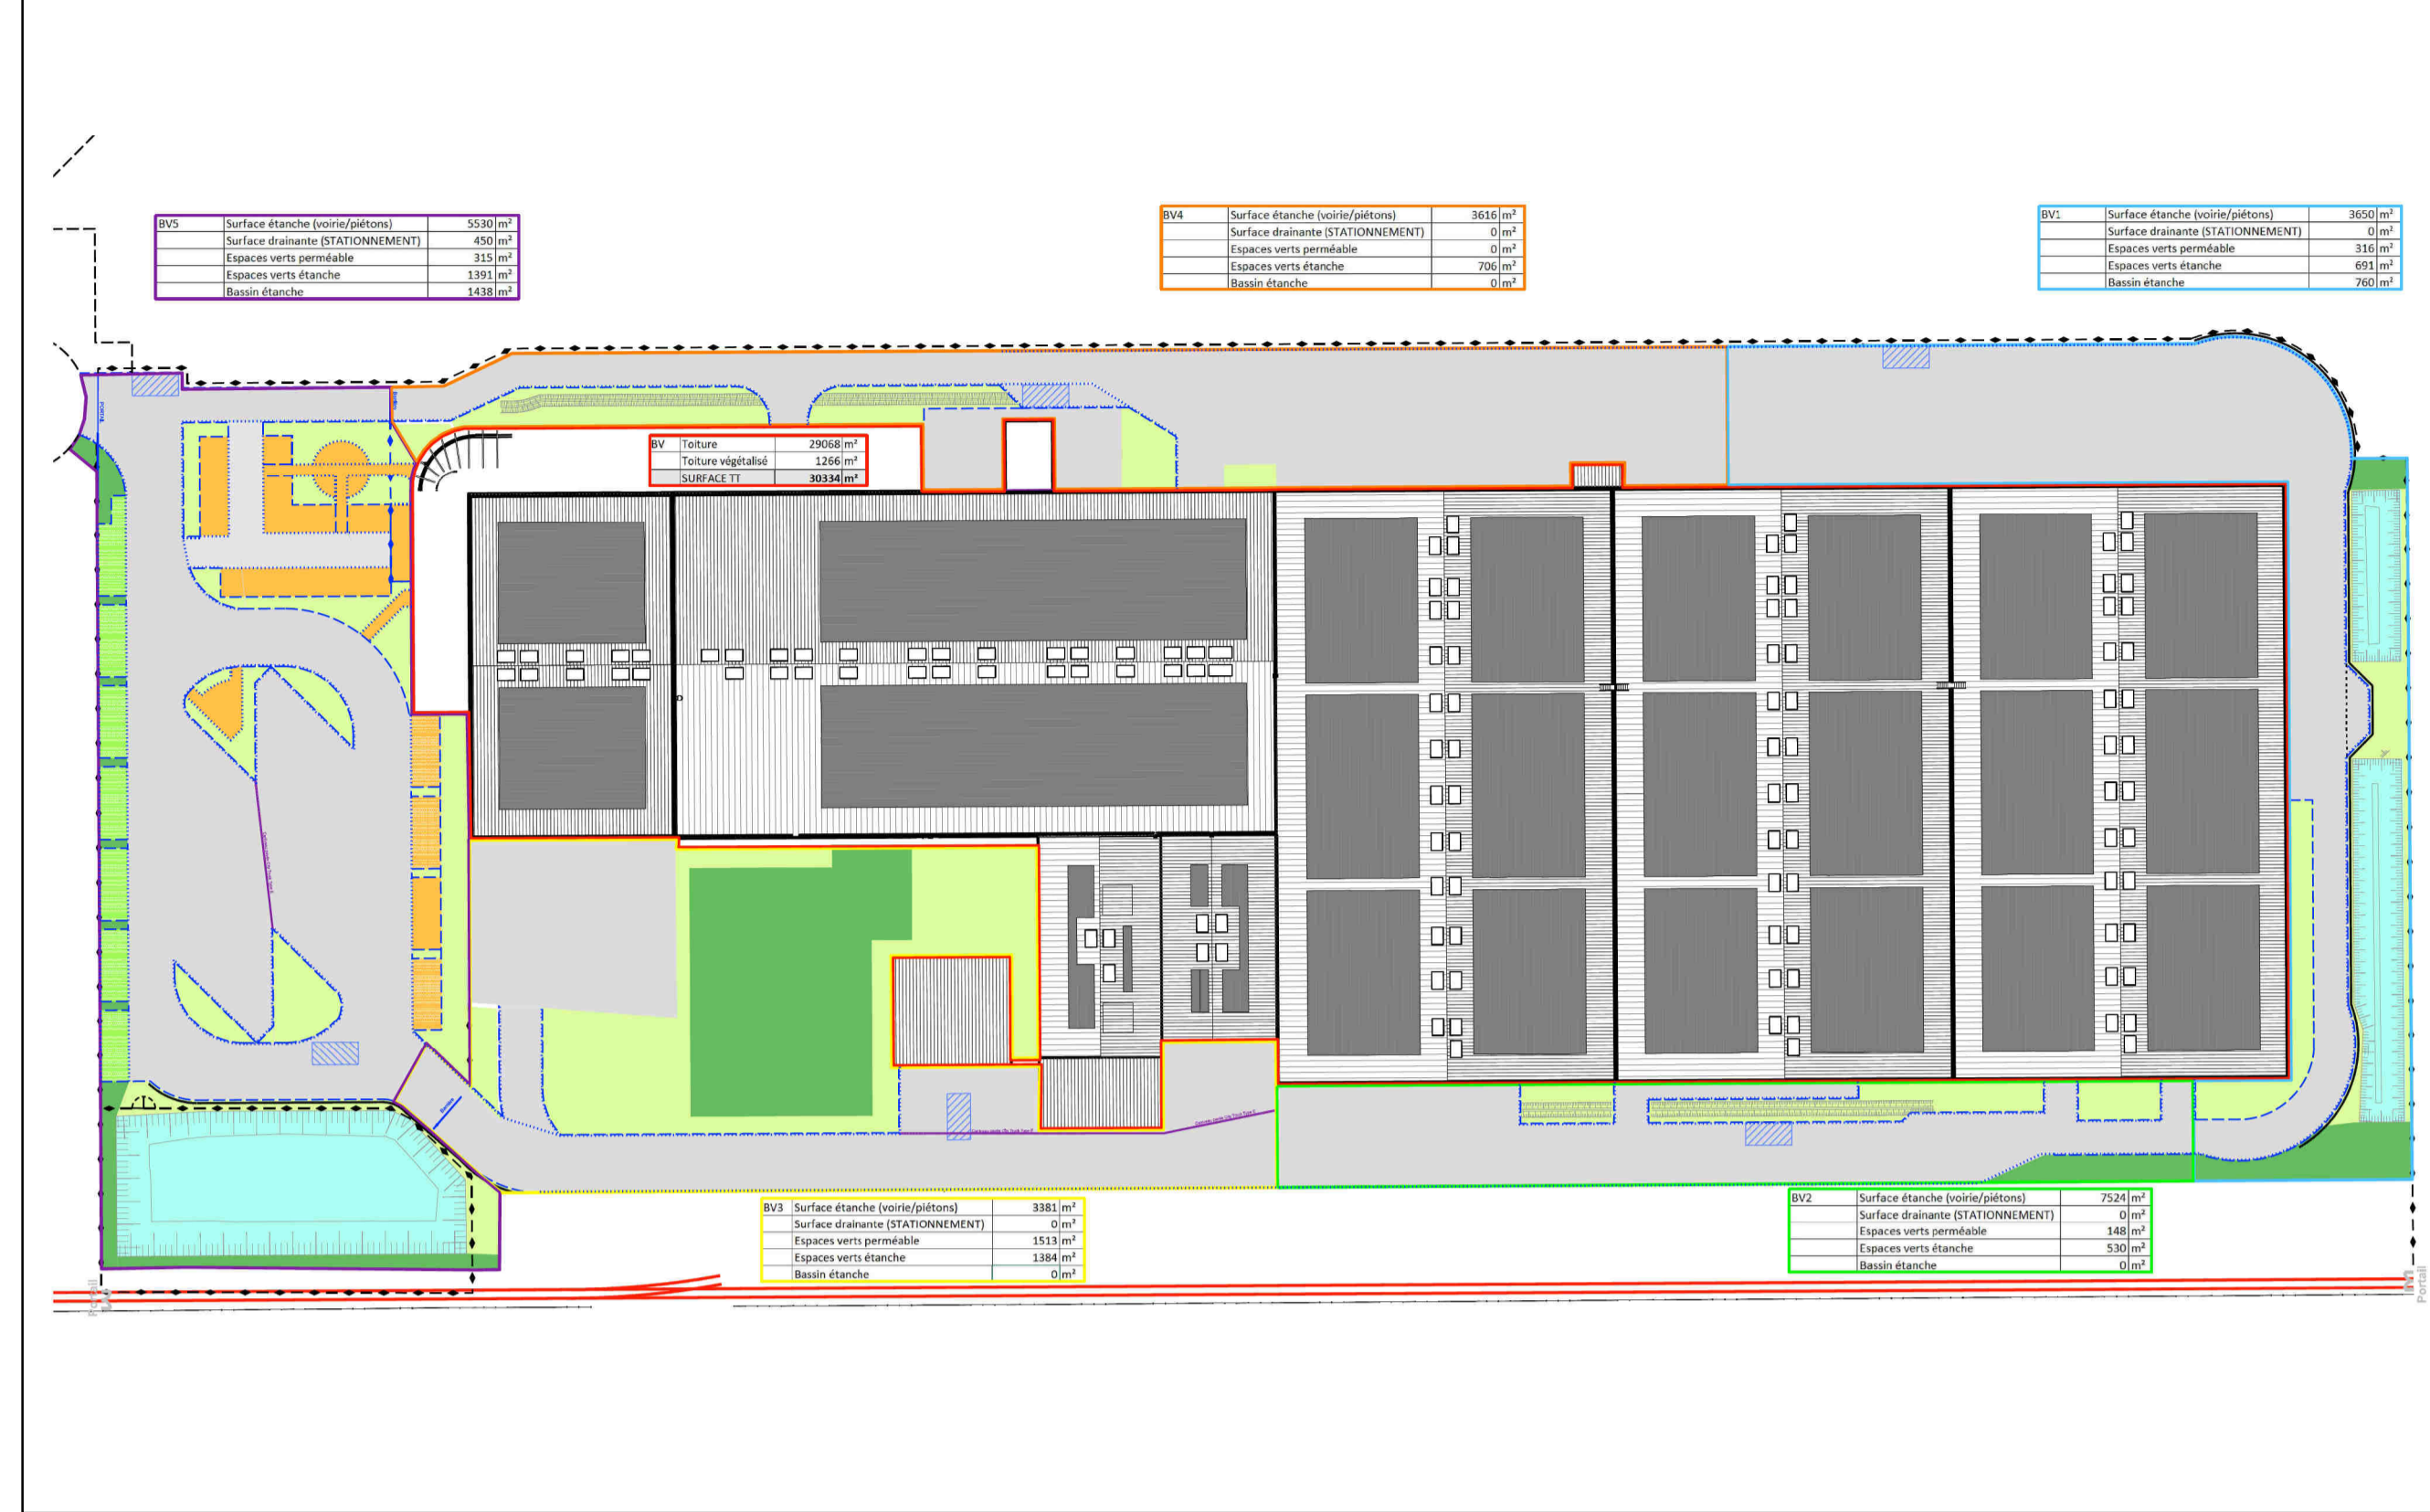 BV5 Surface étanche (voirie/piétons) 5530 m²
Surface drainante (STATIONNEMENT) 450 m²
Espaces verts perméable 315 m²
Espaces verts étanche 1391 m²
Bassin étanche 1438 m²
BV4 Surface étanche (voirie/piétons) 3616 m²
Surface drainante (STATIONNEMENT) 0 m²
Espaces verts perméable 0 m²
Espaces verts étanche 706 m²
Bassin étanche 0 m²
BV1 Surface étanche (voirie/piétons) 3650 m²
Surface drainante (STATIONNEMENT) 0 m²
Espaces verts perméable 316 m²
Espaces verts étanche 691 m²
Bassin étanche 760 m²
BV Toiture 29068 m²
Toiture végétalisé 1266 m²
SURFACE TT 30334 m²
BV3 Surface étanche (voirie/piétons) 3381 m²
Surface drainante (STATIONNEMENT) 0 m²
Espaces verts perméable 1513 m²
Espaces verts étanche 1384 m²
Bassin étanche 0 m²
BV2 Surface étanche (voirie/piétons) 7524 m²
Surface drainante (STATIONNEMENT) 0 m²
Espaces verts perméable 148 m²
Espaces verts étanche 530 m²
Bassin étanche 0 m²
Portail
Portail